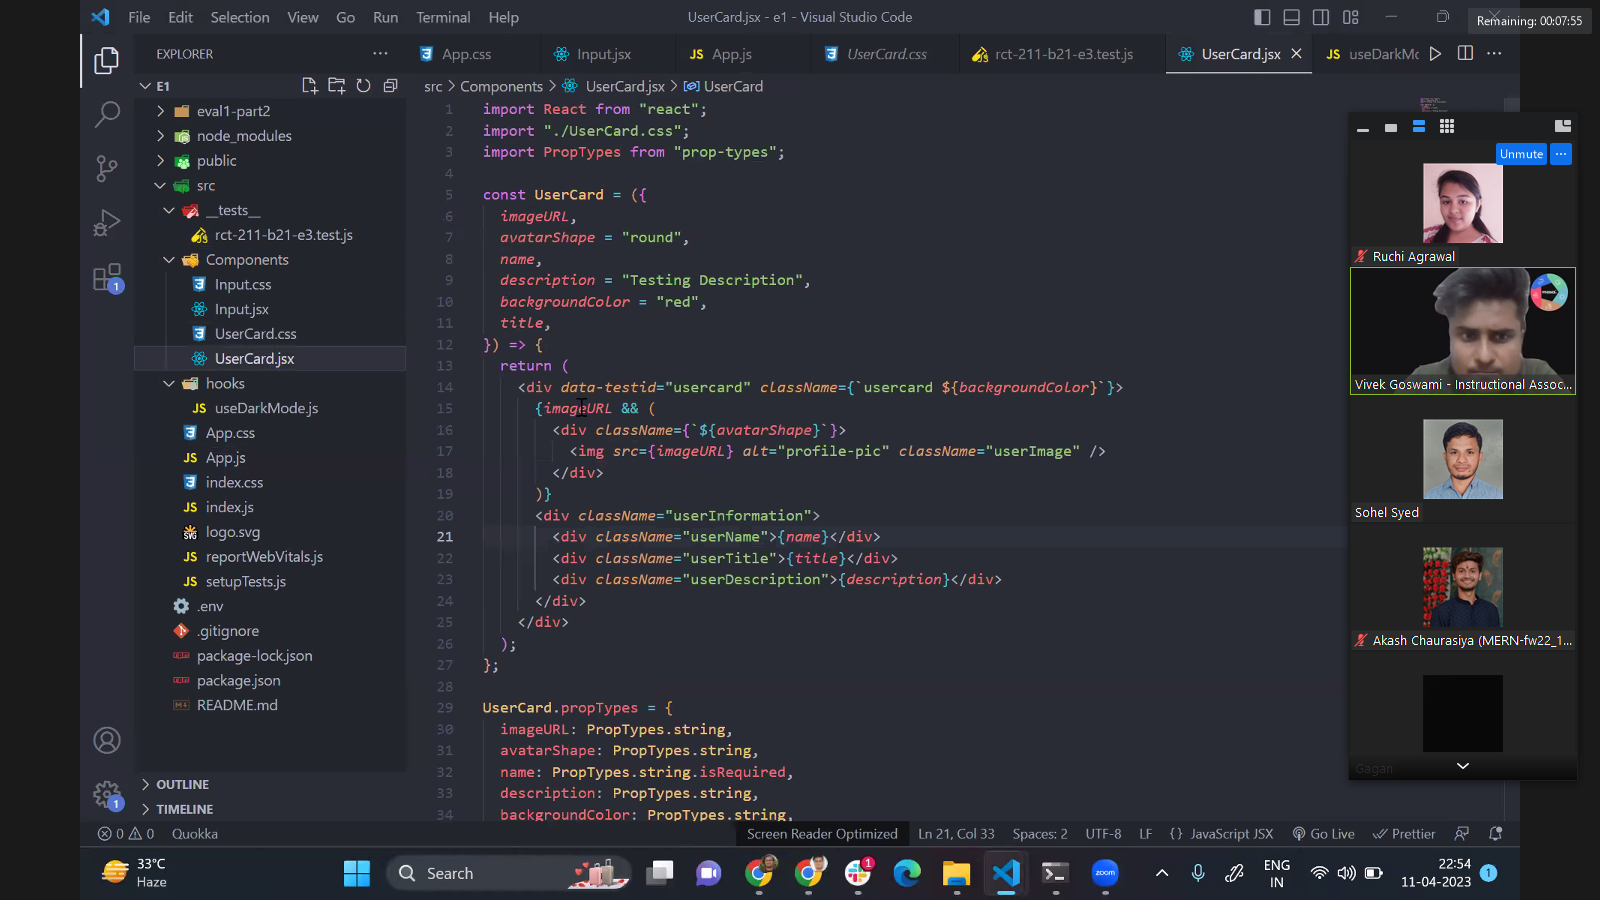 File Edit Selection View Go Run Terminal Help
UserCard.jsx - e1 - Visual Studio Code
Remaining: 00:07:55
EXPLORER
App.css
Input.jsx
App.js
UserCard.css
rct-211-b21-e3.test.js
UserCard.jsx
useDarkMo
E1
src > Components > UserCard.jsx > UserCard
eval1-part2
node_modules
public
src
__tests__
rct-211-b21-e3.test.js
Components
Input.css
Input.jsx
UserCard.css
UserCard.jsx
hooks
useDarkMode.js
App.css
App.js
index.css
index.js
logo.svg
reportWebVitals.js
setupTests.js
.env
.gitignore
package-lock.json
package.json
README.md
OUTLINE
TIMELINE
1 import React from "react";
2 import "./UserCard.css";
3 import PropTypes from "prop-types";
4
5 const UserCard = ({
6 imageURL,
7 avatarShape = "round",
8 name,
9 description = "Testing Description",
10 backgroundColor = "red",
11 title,
12 }) => {
13 return (
14 <div data-testid="usercard" className={`usercard ${backgroundColor}`}>
15 {imageURL && (
16 <div className={`${avatarShape}`}>
17 <img src={imageURL} alt="profile-pic" className="userImage" />
18 </div>
19 )}
20 <div className="userInformation">
21 <div className="userName">{name}</div>
22 <div className="userTitle">{title}</div>
23 <div className="userDescription">{description}</div>
24 </div>
25 </div>
26 );
27 };
28
29 UserCard.propTypes = {
30 imageURL: PropTypes.string,
31 avatarShape: PropTypes.string,
32 name: PropTypes.string.isRequired,
33 description: PropTypes.string,
34 backgroundColor: PropTypes.string,
Unmute
Ruchi Agrawal
Vivek Goswami - Instructional Assoc...
Sohel Syed
Akash Chaurasiya (MERN-fw22_1...
Gagan
1
1
0 0 Quokka
Screen Reader Optimized
Ln 21, Col 33
Spaces: 2
UTF-8
LF
{} JavaScript JSX
Go Live
Prettier
33°C
Haze
Search
1
zoom
ENG
IN
22:54
11-04-2023
1